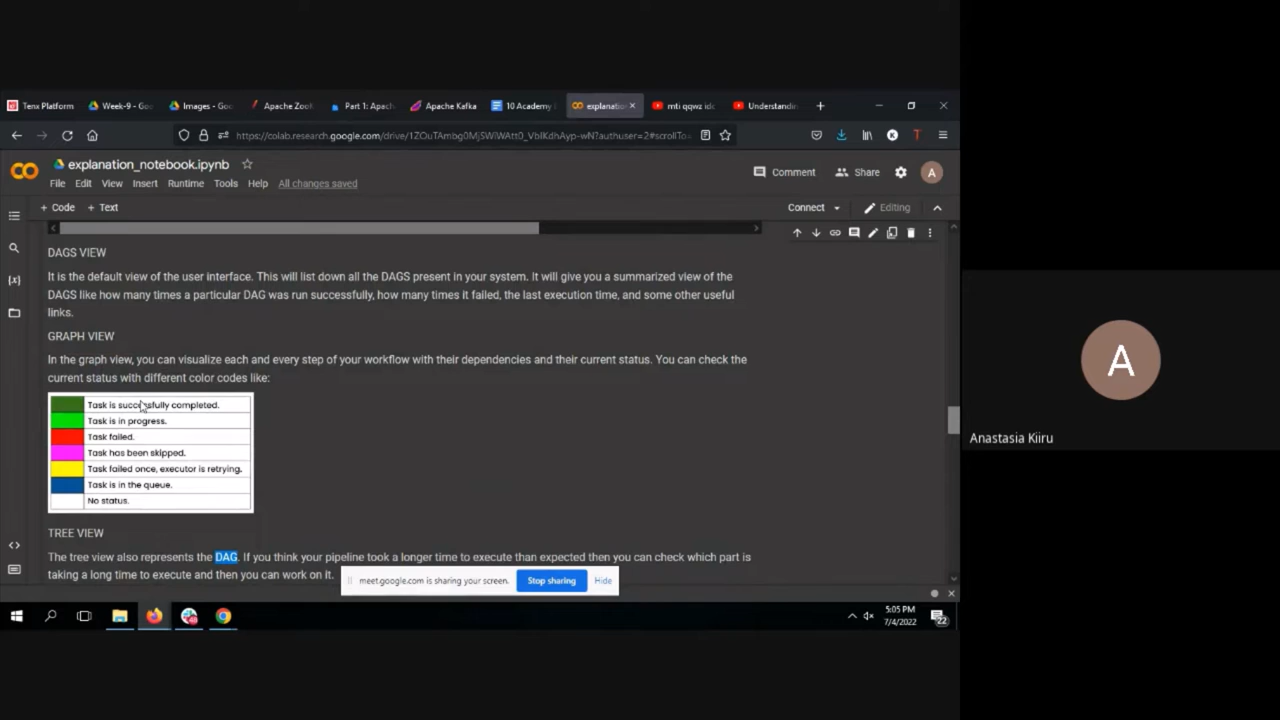 Tenx Platform
Week-9 - Goo
Images - Goo
Apache Zoo
Part 1: Apach
Apache Kafka
10 Academy
explanatio
mti qqwz idc
Understandin
https://colab.research.google.com/drive/
explanation_notebook.ipynb
Comment
Share
A
File Edit View Insert Runtime Tools Help All changes saved
+ Code + Text
Connect
Editing
DAGS VIEW
It is the default view of the user interface. This will list down all the DAGS present in your system. It will give you a summarized view of the
DAGS like how many times a particular DAG was run successfully, how many times it failed, the last execution time, and some other useful
links.
GRAPH VIEW
In the graph view, you can visualize each and every step of your workflow with their dependencies and their current status. You can check the
current status with different color codes like:
Task is successfully completed.
Task is in progress.
Task failed.
Task has been skipped.
Task failed once, executor is retrying.
Task is in the queue.
No status.
TREE VIEW
The tree view also represents the DAG. If you think your pipeline took a longer time to execute than expected then you can check which part is
taking a long time to execute and then you can work on it.
meet.google.com is sharing your screen. Stop sharing Hide
5:05 PM
7/4/2022
22
A
Anastasia Kiiru